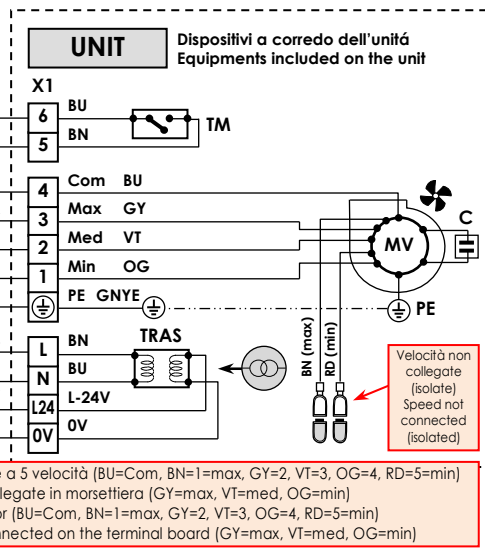 UNIT
Dispositivi a corredo dell'unitá
Equipments included on the unit
X1
6 BU
5 BN
TM
4 Com BU
3 Max GY
2 Med VT
1 Min OG
PE GNYE
MV
C
PE
BN (max)
RD (min)
L BN
N BU
L24 L-24V
0V 0V
TRAS
Velocità non
collegate
(isolate)
Speed not
connected
(isolated)
e a 5 velocità (BU=Com, BN=1=max, GY=2, VT=3, OG=4, RD=5=min)
llegate in morsettiera (GY=max, VT=med, OG=min)
or (BU=Com, BN=1=max, GY=2, VT=3, OG=4, RD=5=min)
nnected on the terminal board (GY=max, VT=med, OG=min)